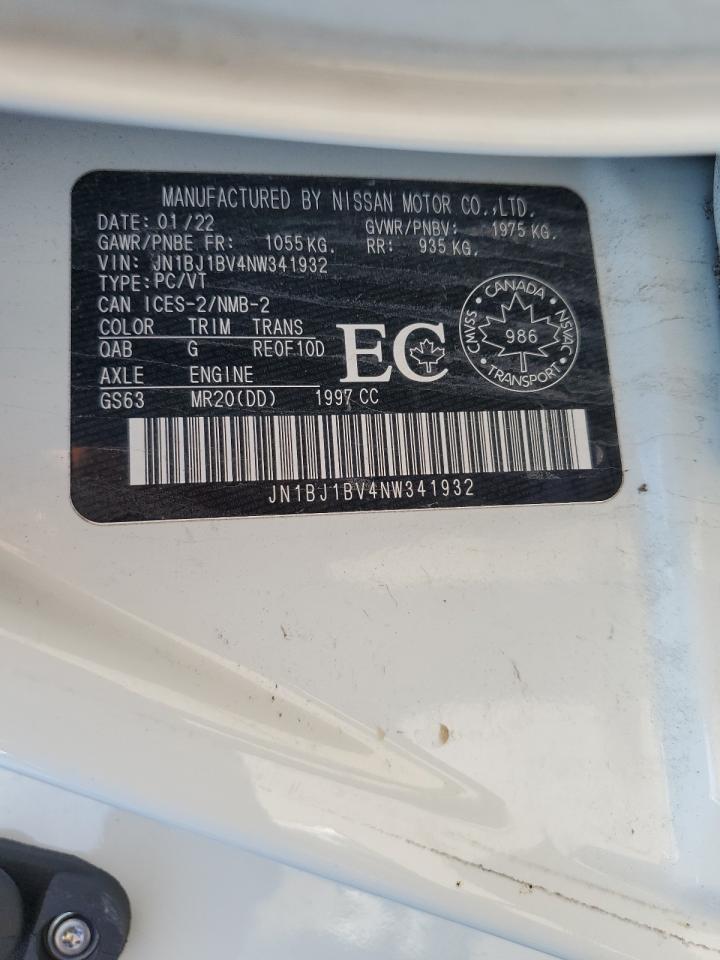 MANUFACTURED BY NISSAN MOTOR CO.,LTD.
DATE: 01/22 GVWR/PNBV: 1975 KG.
GAWR/PNBE FR: 1055 KG. RR: 935 KG.
VIN: JN1BJ1BV4NW341932
TYPE: PC/VT
CAN ICES-2/NMB-2
COLOR TRIM TRANS
QAB G RE0F10D
AXLE ENGINE
GS63 MR20(DD) 1997 CC
EC
CANADA
CMVSS 986 NSVAC
TRANSPORT
JN1BJ1BV4NW341932